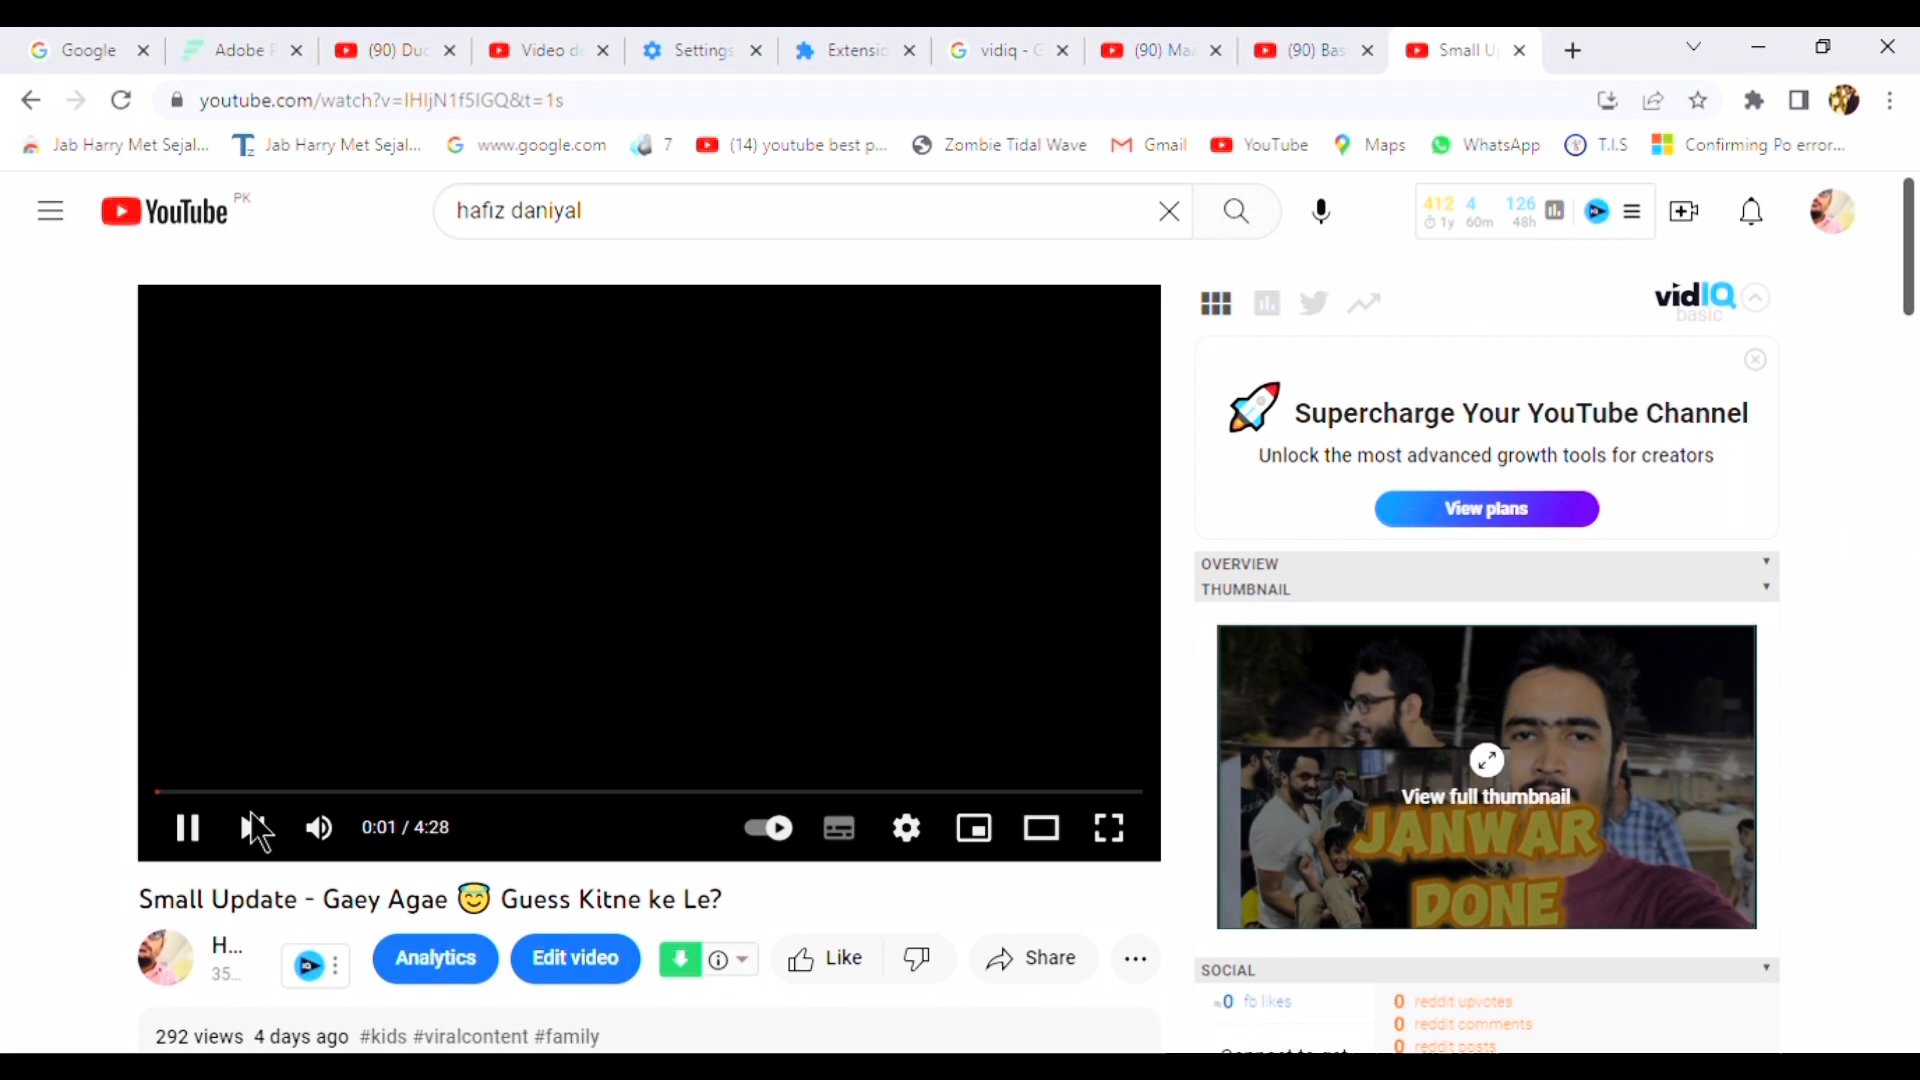 Google
Adobe
(90) Du
Video d
Settings
Extensio
vidiq - G
(90) Ma
(90) Bas
Small U
youtube.com/watch?v=IHIjN1f5IGQ&t=1s
Jab Harry Met Sejal...
Jab Harry Met Sejal...
www.google.com
7
(14) youtube best p...
Zombie Tidal Wave
Gmail
YouTube
Maps
WhatsApp
T.I.S
Confirming Po error...
YouTube PK
hafiz daniyal
412 4 126
1y 60m 48h
vidIQ
basic
Supercharge Your YouTube Channel
Unlock the most advanced growth tools for creators
View plans
OVERVIEW
THUMBNAIL
View full thumbnail
JANWAR
DONE
0:01 / 4:28
Small Update - Gaey Agae 😇 Guess Kitne ke Le?
H...
35...
Analytics
Edit video
Like
Share
292 views 4 days ago #kids #viralcontent #family
SOCIAL
≈0 fb likes
0 reddit upvotes
0 reddit comments
0 reddit posts